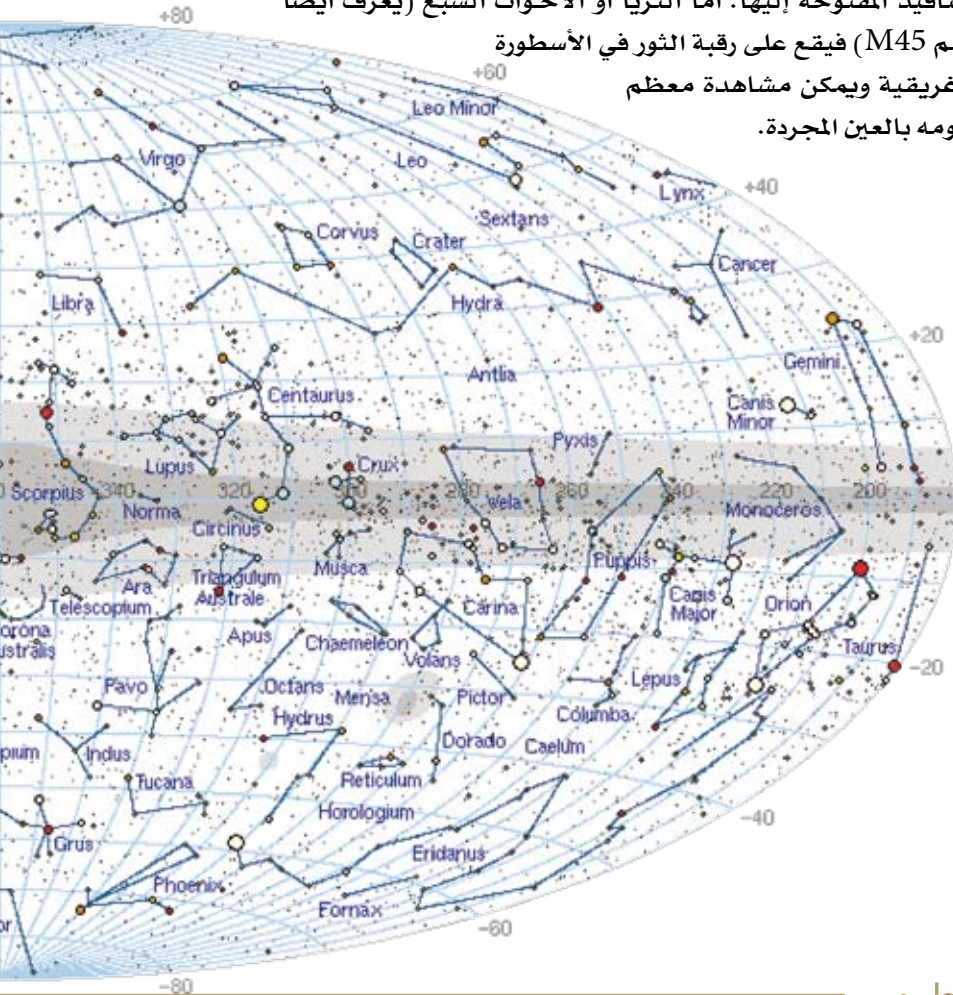 العناقيد المفتوحة إليها. أما الثريا أو الأخوات السبع (يعرف أيضاً
M45) فيقع على رقبة الثور في الأسطورة
ويمكن مشاهدة معظم
بالعين المجردة.
+80
+60
Leo Minor
Virgo
Leo
Lynx
+40
Sextans
Corvus
Crater
Cancer
Libra
Hydra
+20
Gemini
Antlia
Canis
Minor
Centaurus
Pyxis
Lupus
Crux
Scorpius
340
320
300
280
260
240
220
200
Vela
Norma
Monoceros
Circinus
Puppis
Musca
Ara
Triangulum
Australe
Canis
Major
Orion
Telescopium
Carina
Apus
Chaemeleon
Volans
Taurus
-20
Pavo
Octans
Mensa
Pictor
Lepus
Hydrus
Columba
Dorado
Caelum
Indus
Tucana
Reticulum
Horologium
-40
Grus
Eridanus
Phoenix
Fornax
-60
-80